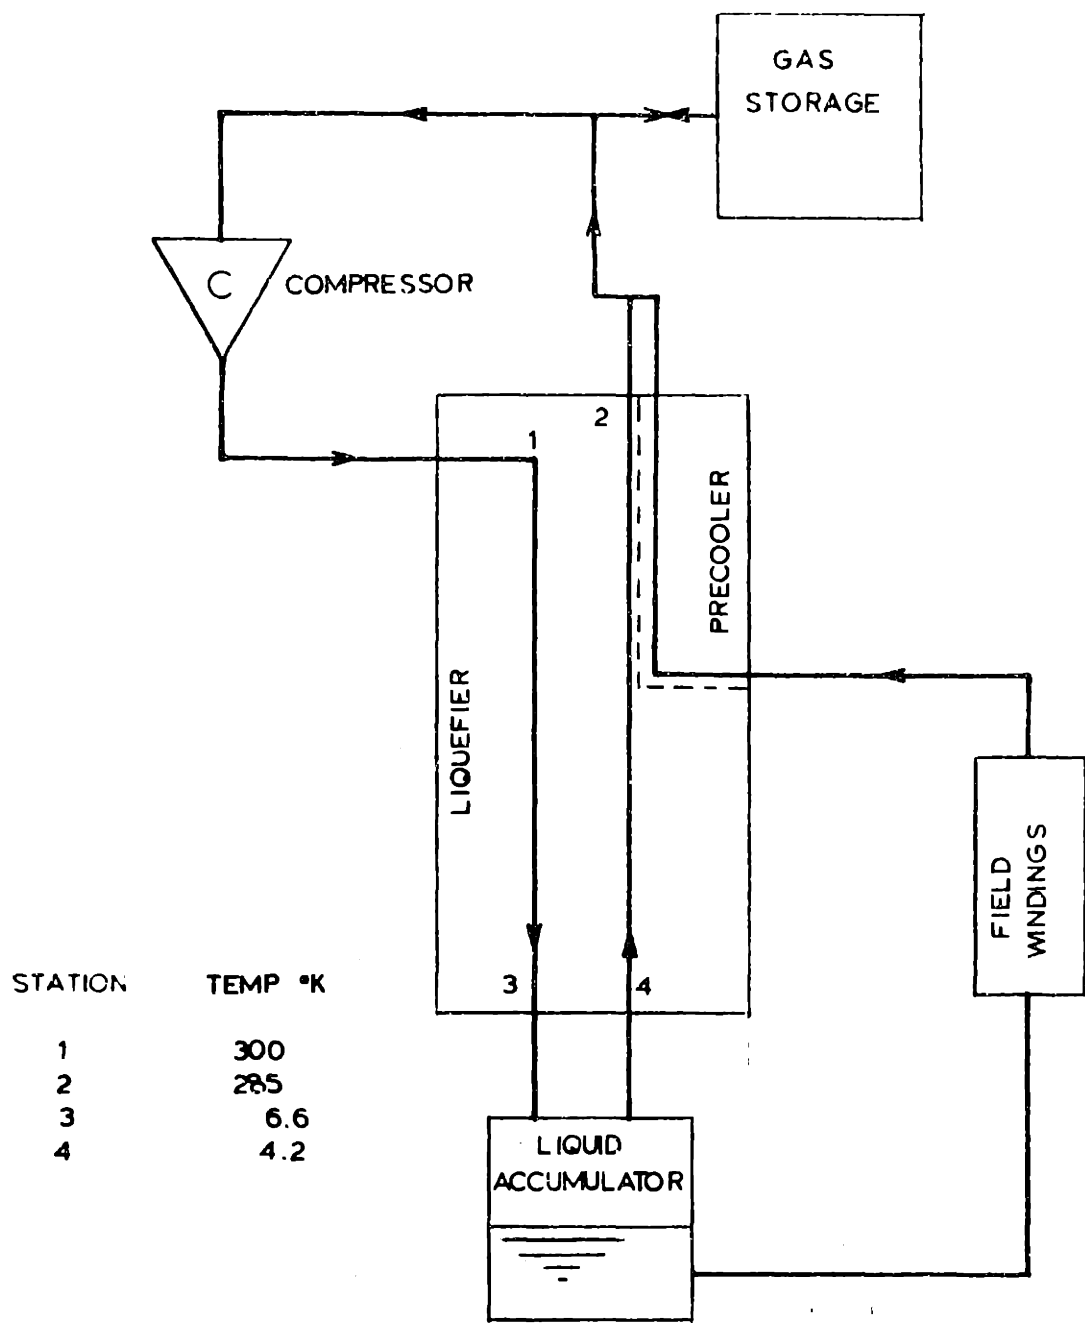 GAS
STORAGE
C
COMPRESSOR
2
1
PRECOOLER
LIQUEFIER
FIELD
WINDINGS
3
4
STATION TEMP °K
1 300
2 285
3 6.6
4 4.2
LIQUID
ACCUMULATOR